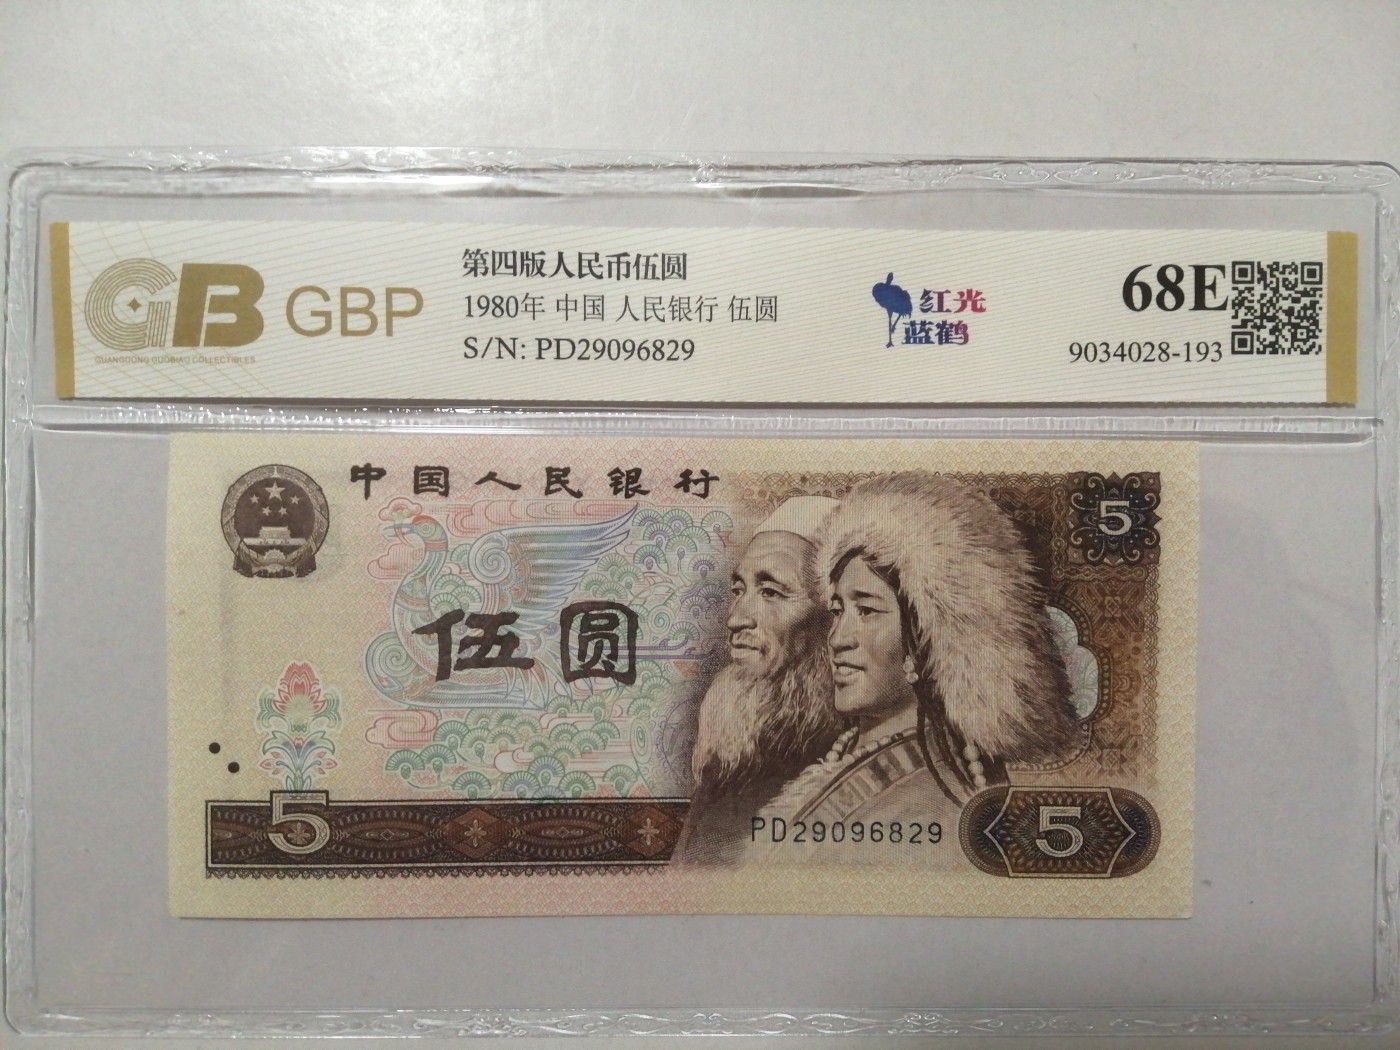 GB GBP
GUANGDONG GUOBIAO COLLECTIBLES
第四版人民币伍圆
1980年 中国 人民银行 伍圆
S/N: PD29096829
红光
蓝鹤
68E
9034028-193
中国人民银行
5
伍圆
5
PD29096829
5